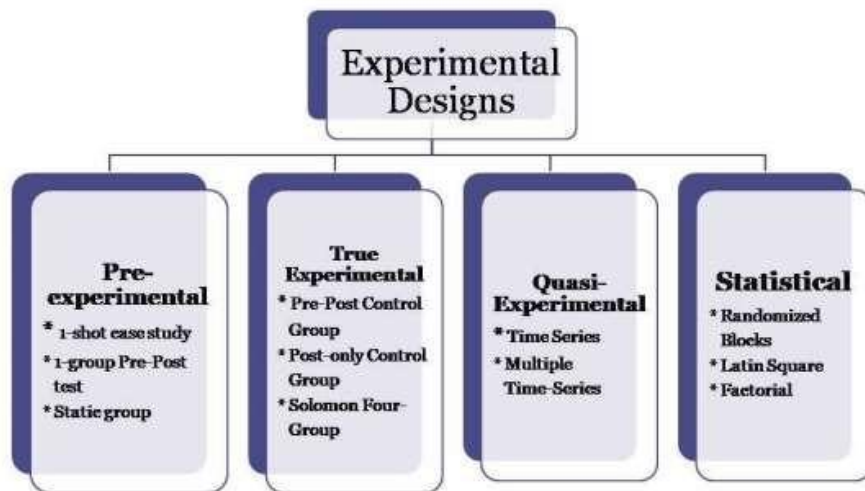 Experimental
Designs
Pre-
experimental
* 1-shot case study
* 1-group Pre-Post
test
* Static group
True
Experimental
* Pre-Post Control
Group
* Post-only Control
Group
* Solomon Four-
Group
Quasi-
Experimental
* Time Series
* Multiple
Time-Series
Statistical
* Randomized
Blocks
* Latin Square
* Factorial